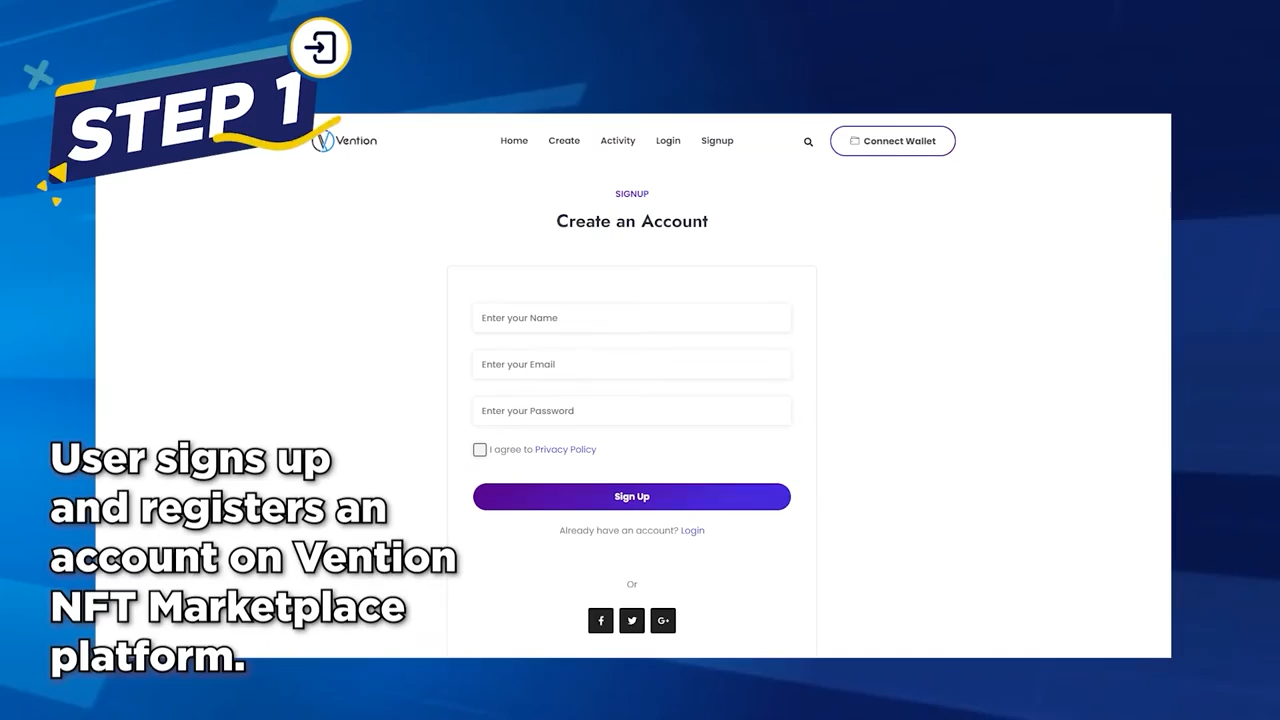 STEP 1
Vention
Home Create Activity Login Signup
Connect Wallet
SIGNUP
Create an Account
Enter your Name
Enter your Email
Enter your Password
I agree to Privacy Policy
Sign Up
Already have an account? Login
Or
f G+
User signs up
and registers an
account on Vention
NFT Marketplace
platform.